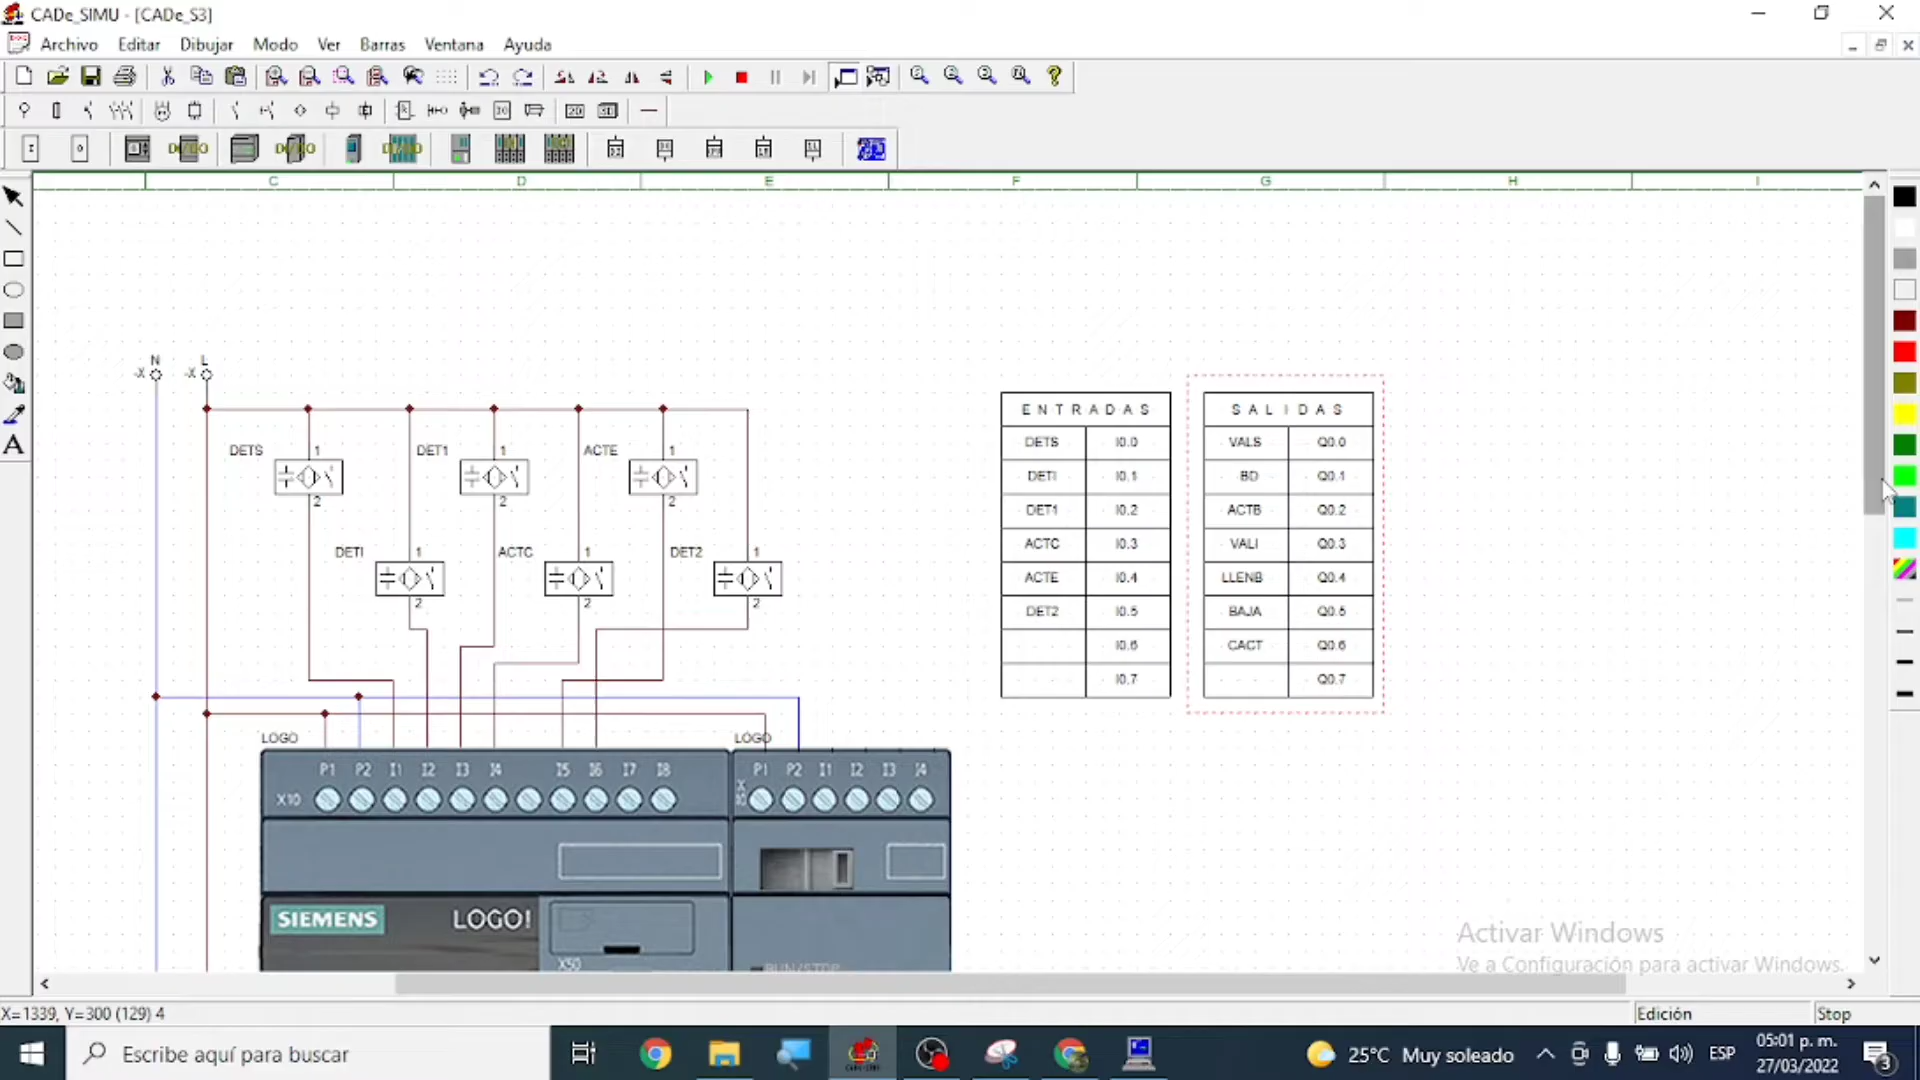 CADe_SIMU - [CADe_S3]
Archivo Editar Dibujar Modo Ver Barras Ventana Ayuda
C D E F G H I
N L
-X -X
DETS 1 DET1 1 ACTE 1
2 2 2
DETI 1 ACTC 1 DET2 1
2 2 2
ENTRADAS
DETS I0.0
DETI I0.1
DET1 I0.2
ACTC I0.3
ACTE I0.4
DET2 I0.5
I0.6
I0.7
SALIDAS
VALS Q0.0
BD Q0.1
ACTB Q0.2
VALI Q0.3
LLENB Q0.4
BAJA Q0.5
CACT Q0.6
Q0.7
LOGO LOGO
P1 P2 I1 I2 I3 I4 I5 I6 I7 I8 P1 P2 I1 I2 I3 I4
X10 X10
SIEMENS LOGO!
X50 RUN/STOP
Activar Windows
Ve a Configuración para activar Windows.
X=1339, Y=300 (129) 4 Edición Stop
Escribe aquí para buscar
25°C Muy soleado ESP 05:01 p. m.
27/03/2022 3